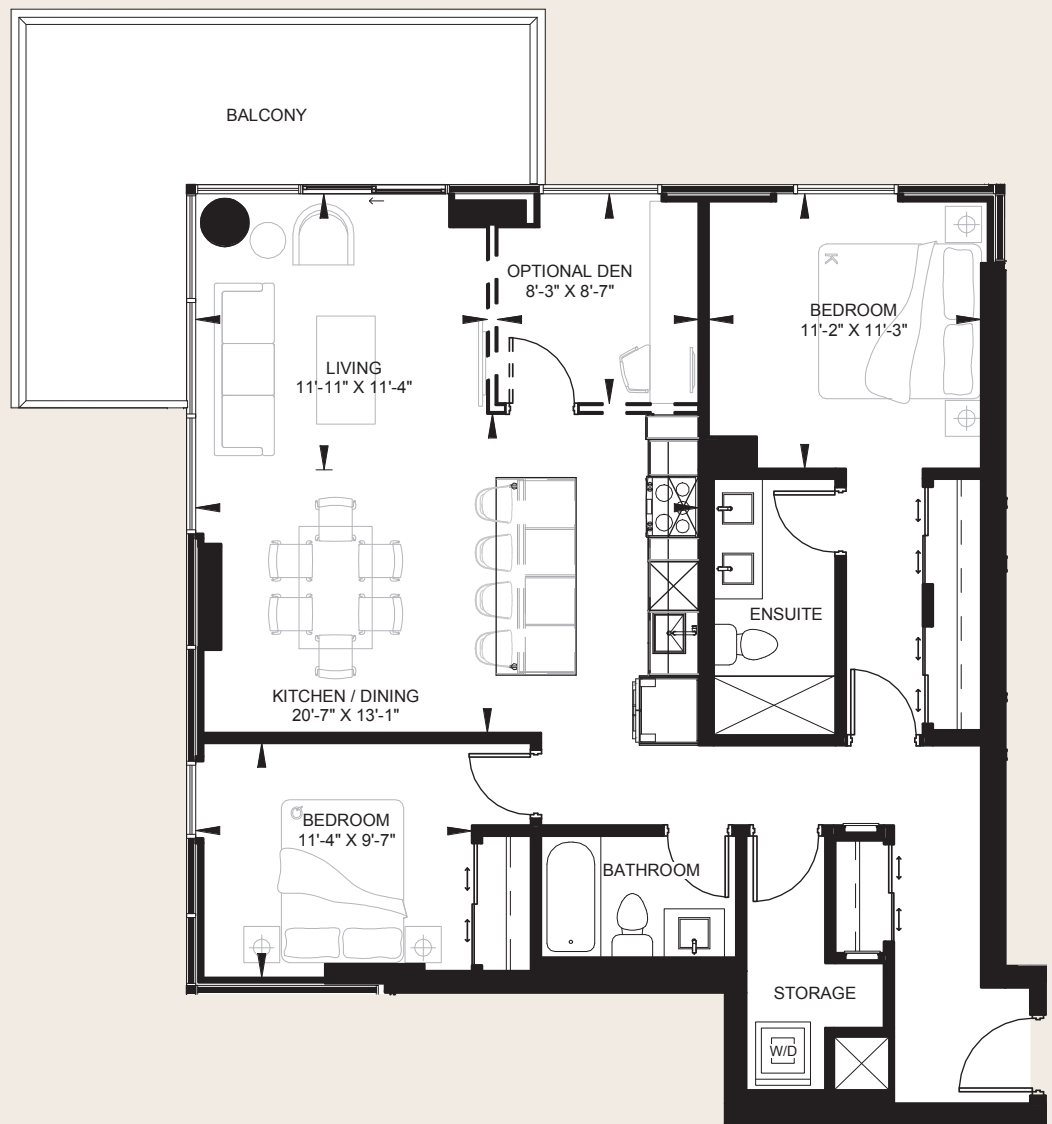 BALCONY
OPTIONAL DEN
8'-3" X 8'-7"
BEDROOM
11'-2" X 11'-3"
K
LIVING
11'-11" X 11'-4"
ENSUITE
KITCHEN / DINING
20'-7" X 13'-1"
BEDROOM
11'-4" X 9'-7"
Q
BATHROOM
STORAGE
W/D